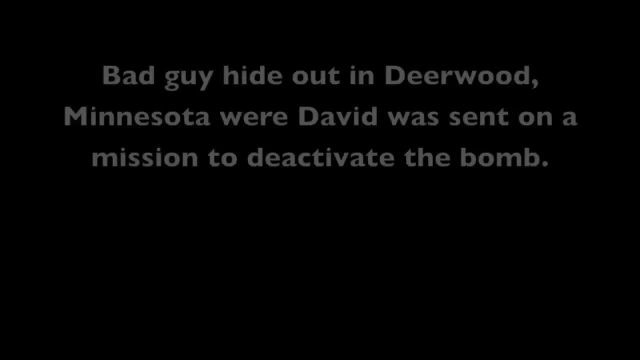 Bad guy hide out in Deerwood,
Minnesota were David was sent on a
mission to deactivate the bomb.